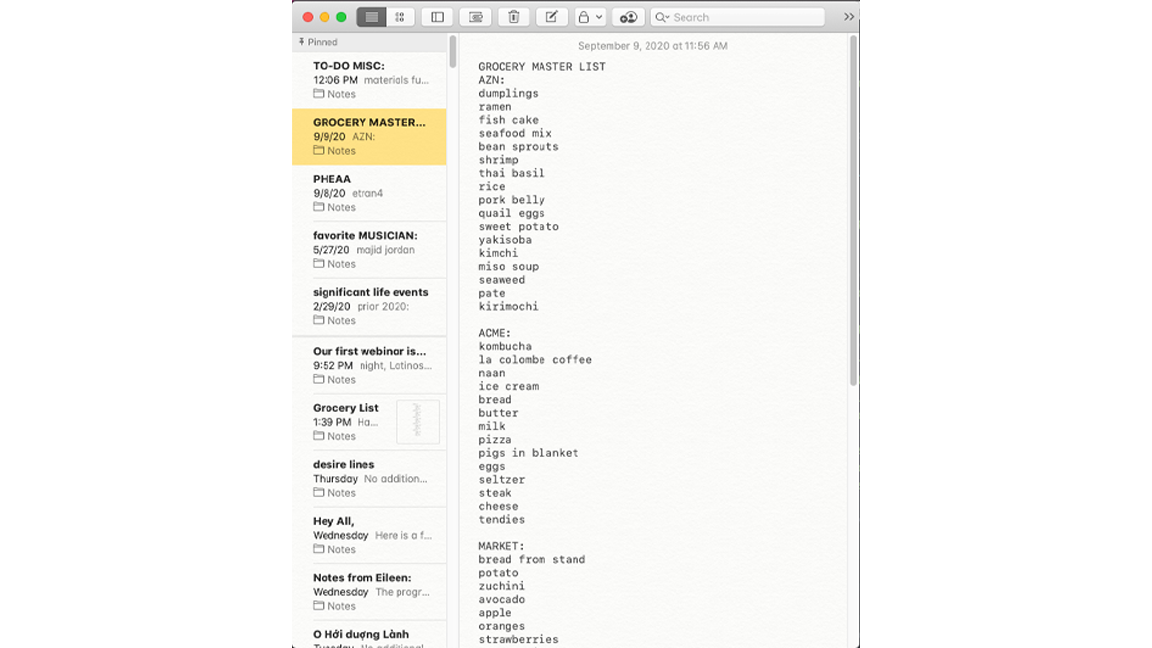 Search
Pinned
TO-DO MISC:
12:06 PM materials fu...
Notes
GROCERY MASTER...
9/9/20 AZN:
Notes
PHEAA
9/8/20 etran4
Notes
favorite MUSICIAN:
5/27/20 majid jordan
Notes
significant life events
2/29/20 prior 2020:
Notes
Our first webinar is...
9:52 PM night, Latinos...
Notes
Grocery List
1:39 PM Ha...
Notes
desire lines
Thursday No addition...
Notes
Hey All,
Wednesday Here is a f...
Notes
Notes from Eileen:
Wednesday The progr...
Notes
O Hới dượng Lành
Tuesday No additional
September 9, 2020 at 11:56 AM
GROCERY MASTER LIST
AZN:
dumplings
ramen
fish cake
seafood mix
bean sprouts
shrimp
thai basil
rice
pork belly
quail eggs
sweet potato
yakisoba
kimchi
miso soup
seaweed
pate
kirimochi
ACME:
kombucha
la colombe coffee
naan
ice cream
bread
butter
milk
pizza
pigs in blanket
eggs
seltzer
steak
cheese
tendies
MARKET:
bread from stand
potato
zuchini
avocado
apple
oranges
strawberries